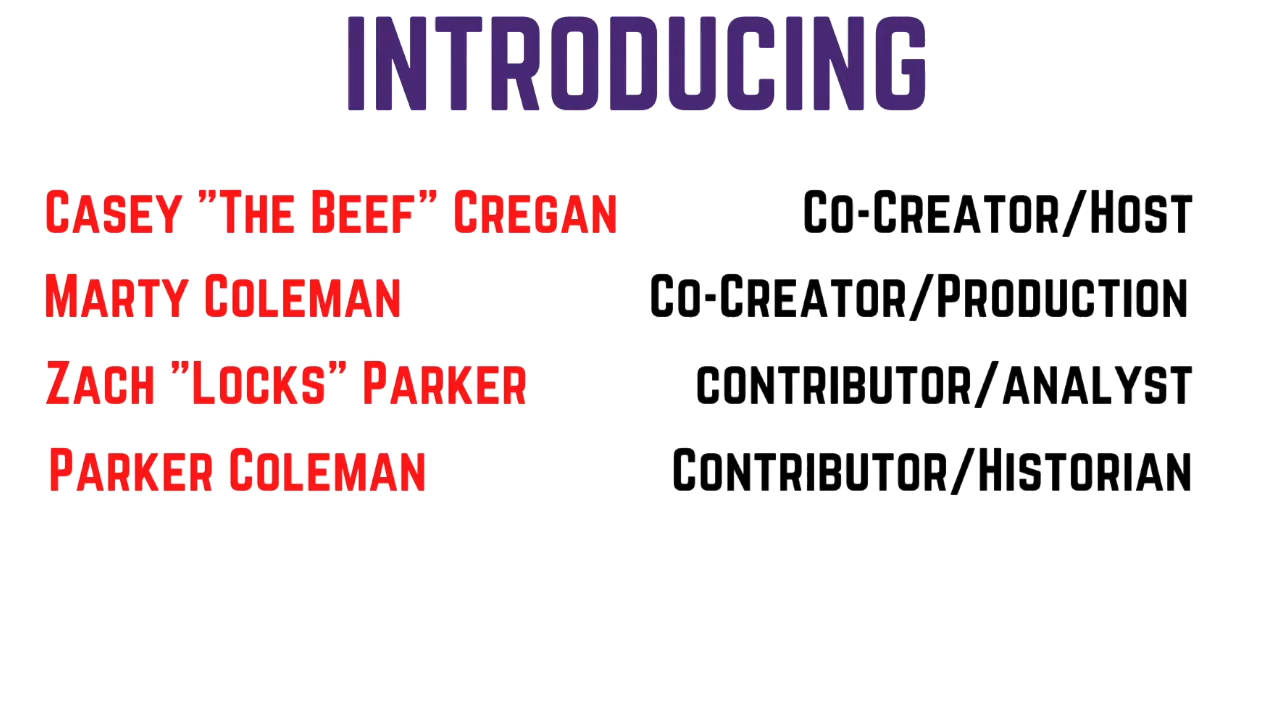 INTRODUCING
Casey "The Beef" Cregan Co-Creator/Host
Marty Coleman Co-Creator/Production
Zach "Locks" Parker contributor/analyst
Parker Coleman Contributor/Historian